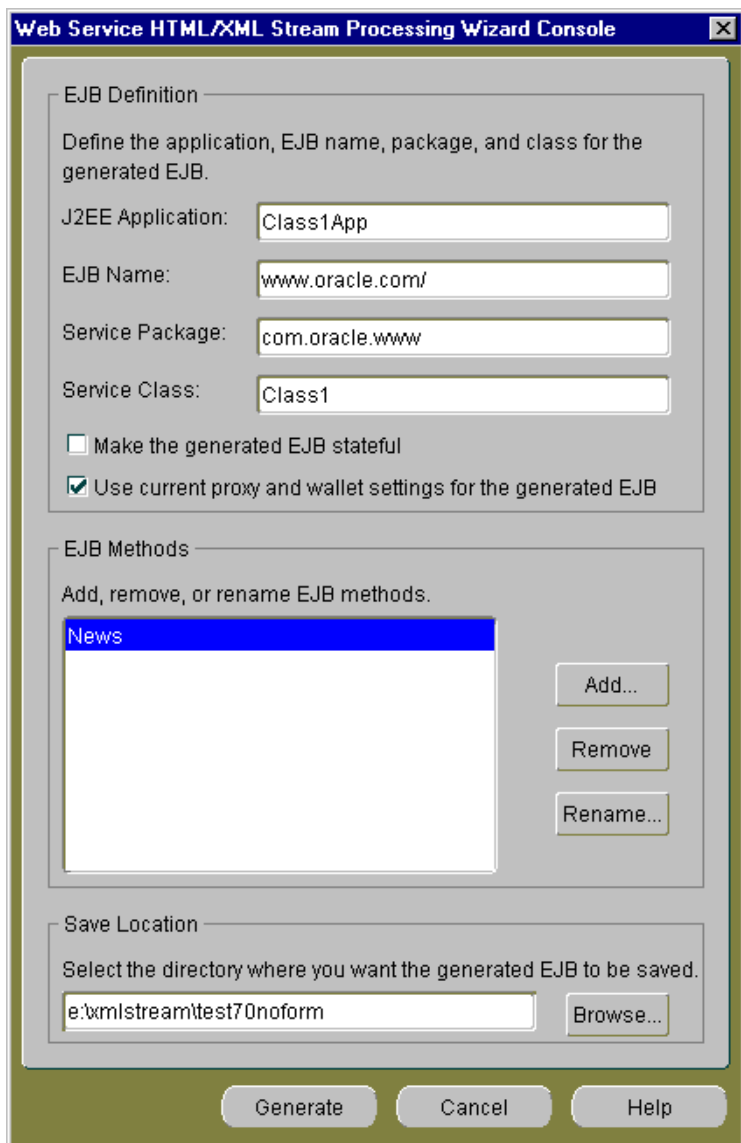 Web Service HTML/XML Stream Processing Wizard Console
EJB Definition
Define the application, EJB name, package, and class for the
generated EJB.
J2EE Application: Class1App
EJB Name: www.oracle.com/
Service Package: com.oracle.www
Service Class: Class1
Make the generated EJB stateful
Use current proxy and wallet settings for the generated EJB
EJB Methods
Add, remove, or rename EJB methods.
News
Add...
Remove
Rename...
Save Location
Select the directory where you want the generated EJB to be saved.
e:\xmlstream\test70noform Browse...
Generate Cancel Help